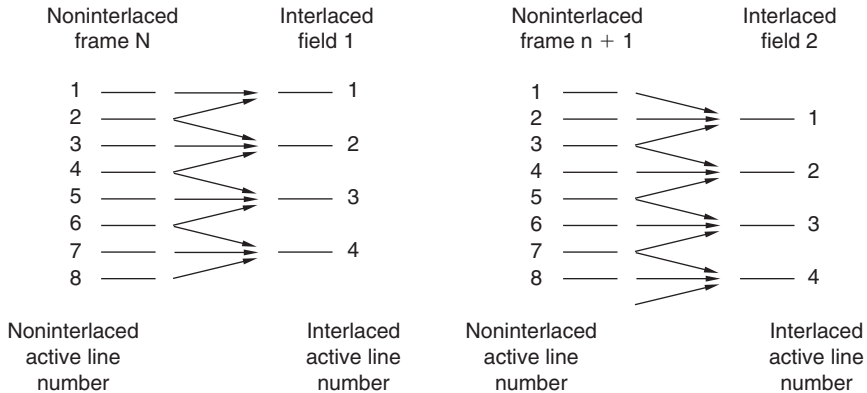 Noninterlaced
frame N
Interlaced
field 1
1
2
3
4
5
6
7
8
1
2
3
4
Noninterlaced
active line
number
Interlaced
active line
number
Noninterlaced
frame n + 1
Interlaced
field 2
1
2
3
4
5
6
7
8
1
2
3
4
Noninterlaced
active line
number
Interlaced
active line
number